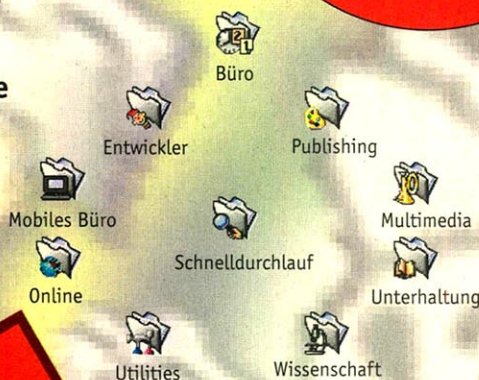 Büro
e
Entwickler
Publishing
Mobiles Büro
Multimedia
Schnelldurchlauf
Online
Unterhaltung
Utilities
Wissenschaft